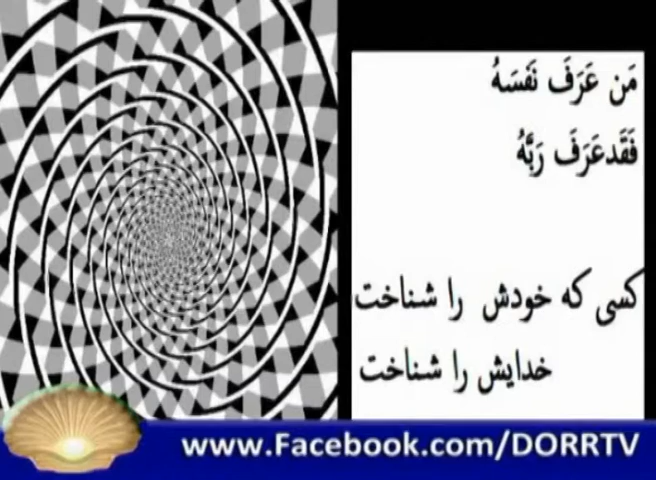 مَن عَرَفَ نَفسَهُ
فَقَدعَرَفَ رَبَّهُ
کسی که خودش را شناخت
خدایش را شناخت
www.Facebook.com/DORRTV